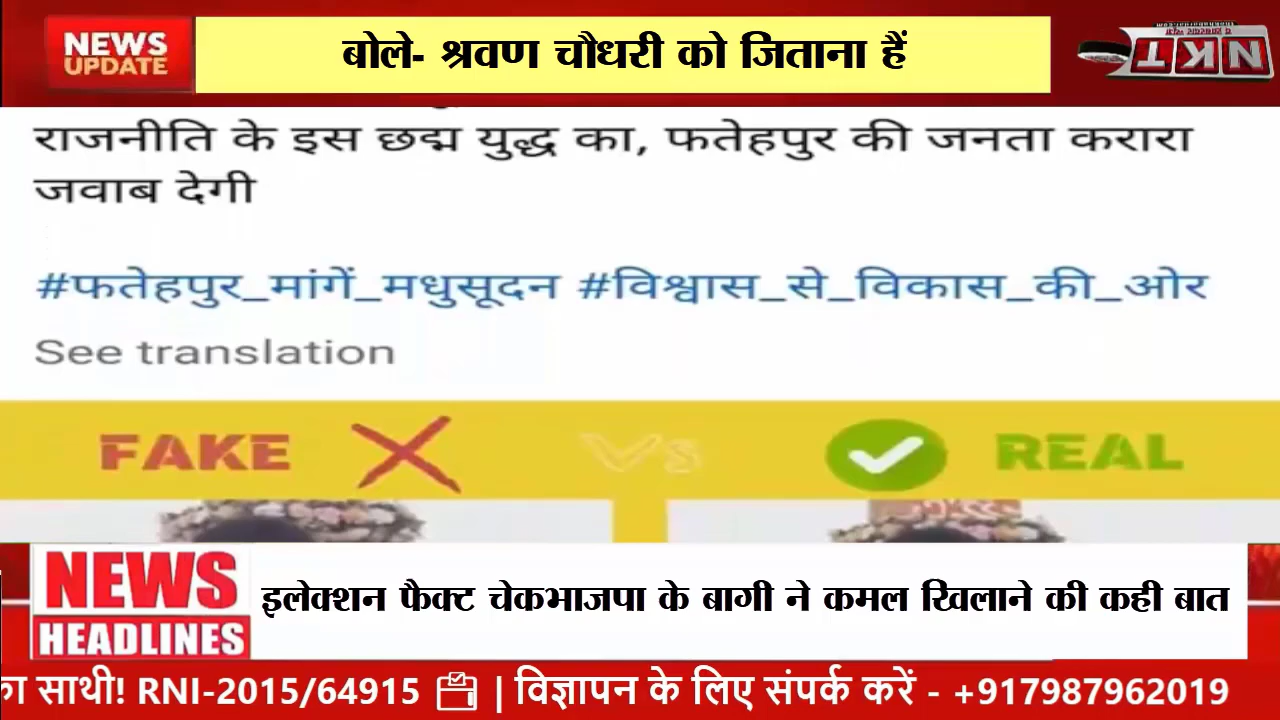 NEWS
UPDATE
बोले- श्रवण चौधरी को जिताना हैं
NKT
राजनीति के इस छद्म युद्ध का, फतेहपुर की जनता करारा
जवाब देगी
#फतेहपुर_मांगें_मधुसूदन #विश्वास_से_विकास_की_ओर
See translation
FAKE Vs REAL
NEWS
HEADLINES
इलेक्शन फैक्ट चेकभाजपा के बागी ने कमल खिलाने की कही बात
का साथी! RNI-2015/64915 | विज्ञापन के लिए संपर्क करें - +917987962019